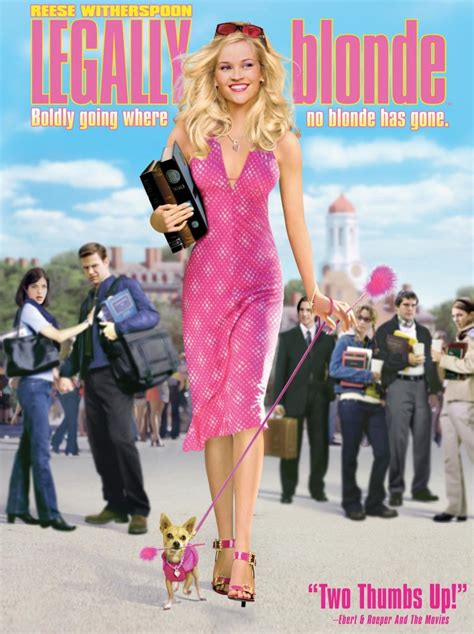 REESE WITHERSPOON
LEGALLY blonde
Boldly going where no blonde has gone.
"Two Thumbs Up!"
–Ebert & Roeper And The Movies